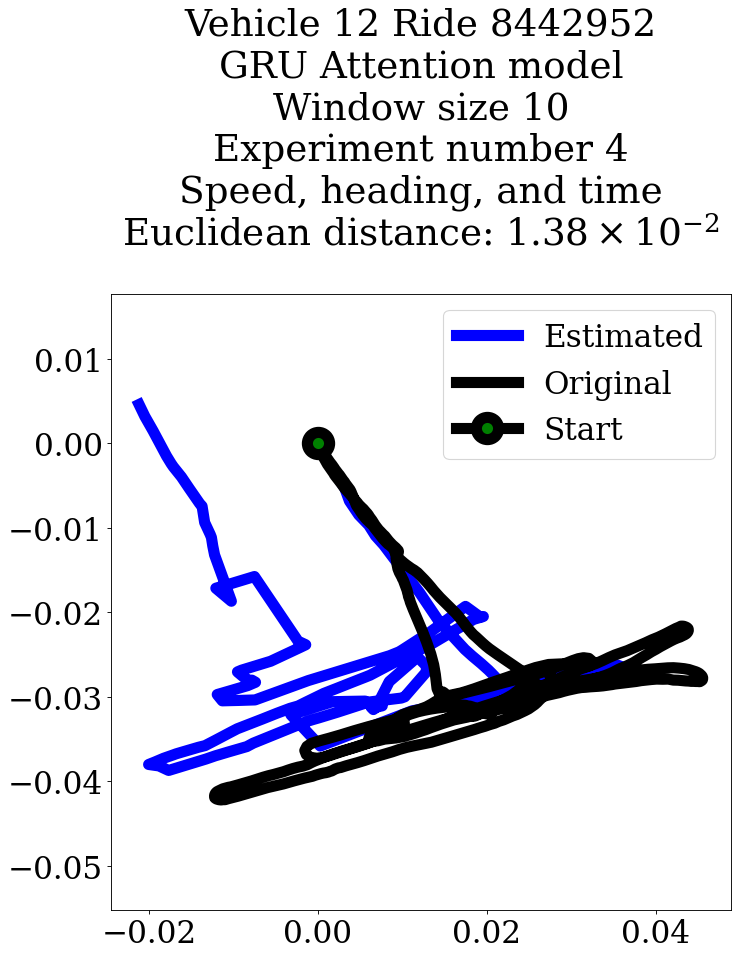 Vehicle 12 Ride 8442952
GRU Attention model
Window size 10
Experiment number 4
Speed, heading, and time
Euclidean distance: 1.38 × 10⁻²
Estimated
Original
Start
0.01
0.00
−0.01
−0.02
−0.03
−0.04
−0.05
−0.02 0.00 0.02 0.04